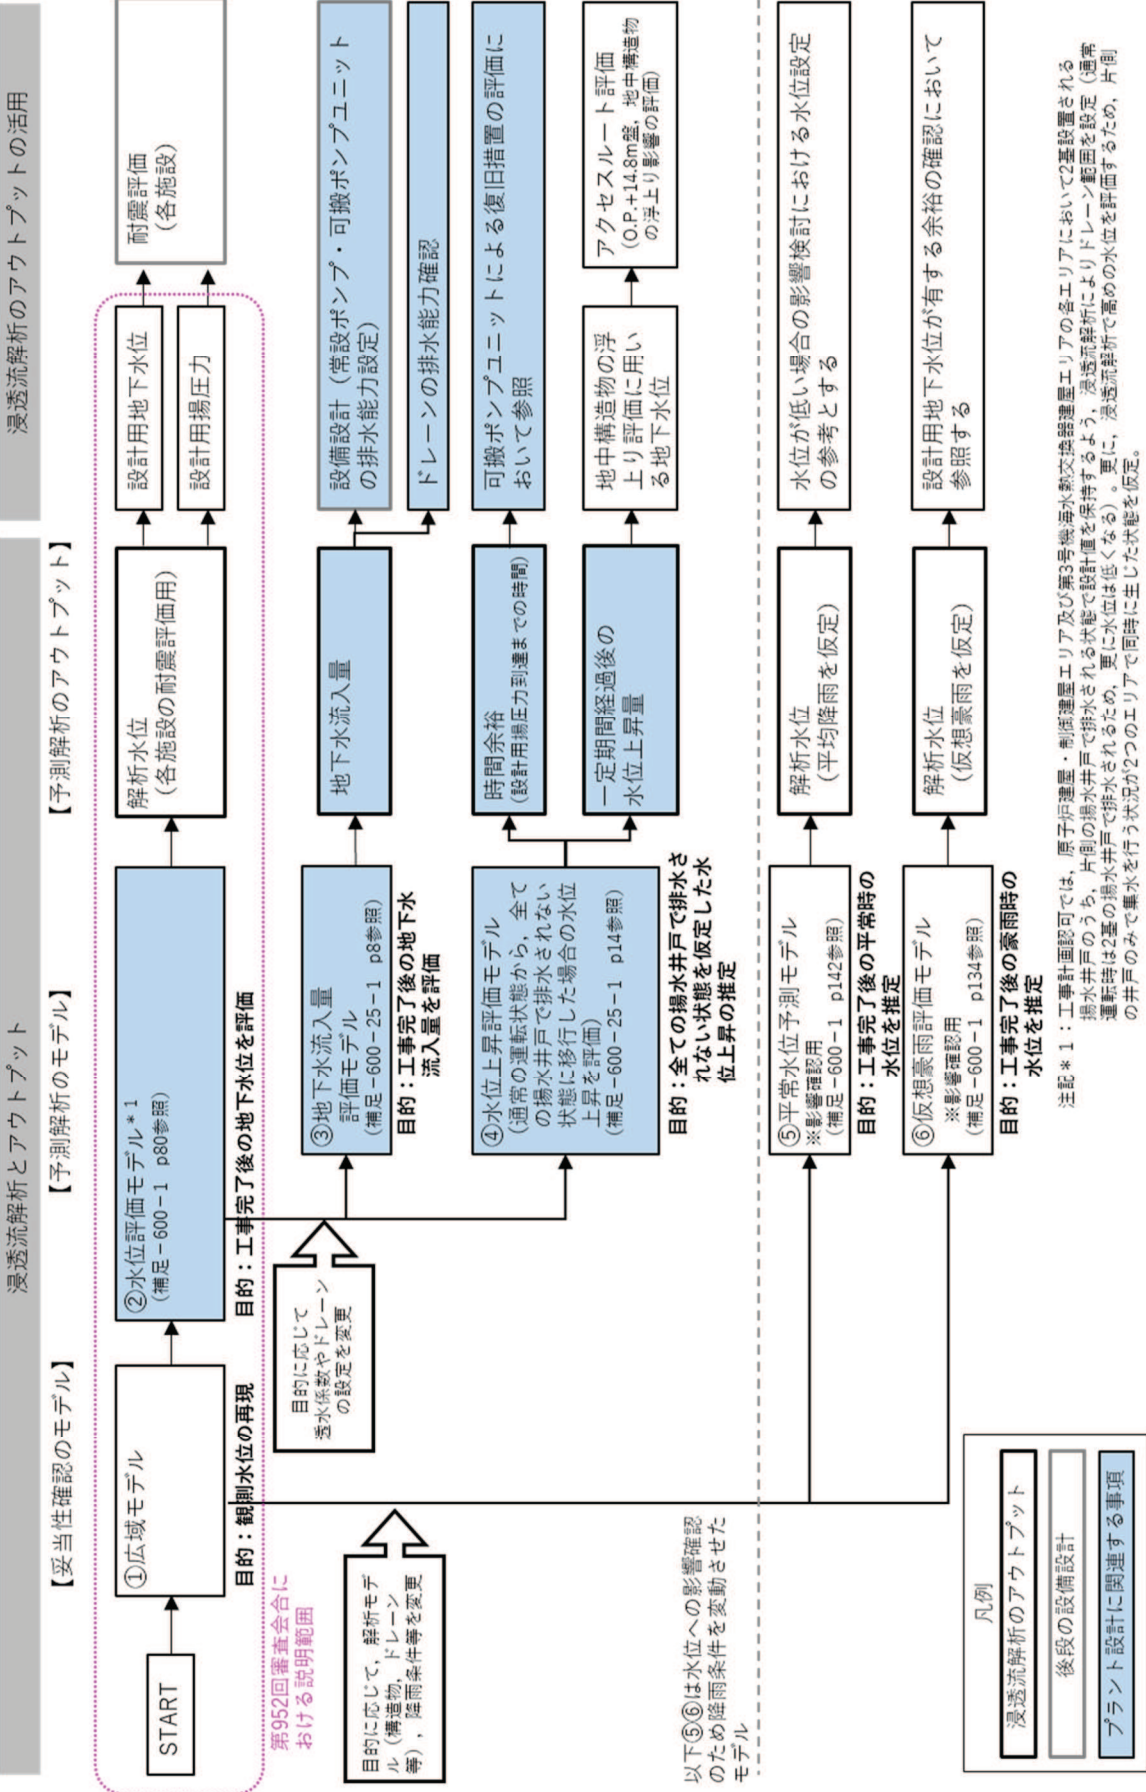 浸透流解析とアウトプット
浸透流解析のアウトプットの活用
【妥当性確認のモデル】
【予測解析のモデル】
【予測解析のアウトプット】
START
①広域モデル
目的：観測水位の再現
②水位評価モデル＊1
(補足－600－1 p80参照)
目的：工事完了後の地下水位を評価
解析水位
(各施設の耐震評価用)
設計用地下水位
設計用揚圧力
耐震評価
(各施設)
第952回審査会合に
おける説明範囲
目的に応じて
透水係数やドレーン
の設定を変更
③地下水流入量
評価モデル
(補足－600－25－1 p8参照)
目的：工事完了後の地下水
流入量を評価
地下水流入量
設備設計（常設ポンプ・可搬ポンプユニット
の排水能力設定）
ドレーンの排水能力確認
④水位上昇評価モデル
(通常の運転状態から，全て
の揚水井戸で排水されない
状態に移行した場合の水位
上昇を評価)
(補足－600－25－1 p14参照)
目的：全ての揚水井戸で排水さ
れない状態を仮定した水
位上昇の推定
時間余裕
(設計用揚圧力到達までの時間)
可搬ポンプユニットによる復旧措置の評価に
おいて参照
一定期間経過後の
水位上昇量
地中構造物の浮
上り評価に用い
る地下水位
アクセスルート評価
(O.P.+14.8m盤，地中構造物
の浮上り影響の評価)
目的に応じて，解析モデ
ル（構造物，ドレーン
等），降雨条件等を変更
以下⑤⑥は水位への影響確認
のため降雨条件を変動させた
モデル
⑤平常水位予測モデル
※影響確認用
(補足－600－1 p142参照)
目的：工事完了後の平常時の
水位を推定
解析水位
(平均降雨を仮定)
水位が低い場合の影響検討における水位設定
の参考とする
⑥仮想豪雨評価モデル
※影響確認用
(補足－600－1 p134参照)
目的：工事完了後の豪雨時の
水位を推定
解析水位
(仮想豪雨を仮定)
設計用地下水位が有する余裕の確認において
参照する
凡例
浸透流解析のアウトプット
後段の設備設計
プラント設計に関連する事項
注記＊1：工事計画認可では，原子炉建屋・制御建屋エリア及び第3号機海水熱交換器建屋エリアの各エリアにおいて2基設置される
揚水井戸のうち，片側の揚水井戸で排水される状態で設計値を保持するよう，浸透流解析によりドレーン範囲を設定（通常
運転時は2基の揚水井戸で排水されるため，更に水位は低くなる）。更に，浸透流解析で高めの水位を評価するため，片側
の井戸のみで集水を行う状況が2つのエリアで同時に生じた状態を仮定。